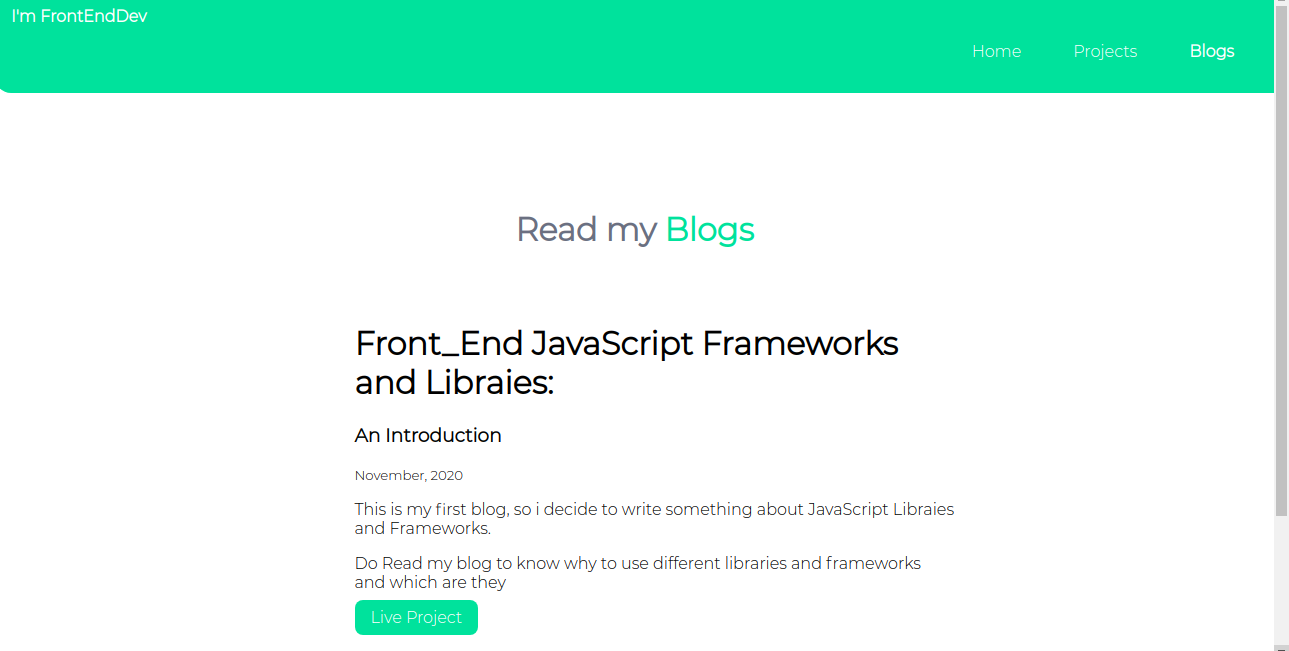 I'm FrontEndDev
Home Projects Blogs
Read my Blogs
Front_End JavaScript Frameworks
and Libraies:
An Introduction
November, 2020
This is my first blog, so i decide to write something about JavaScript Libraies
and Frameworks.
Do Read my blog to know why to use different libraries and frameworks
and which are they
Live Project